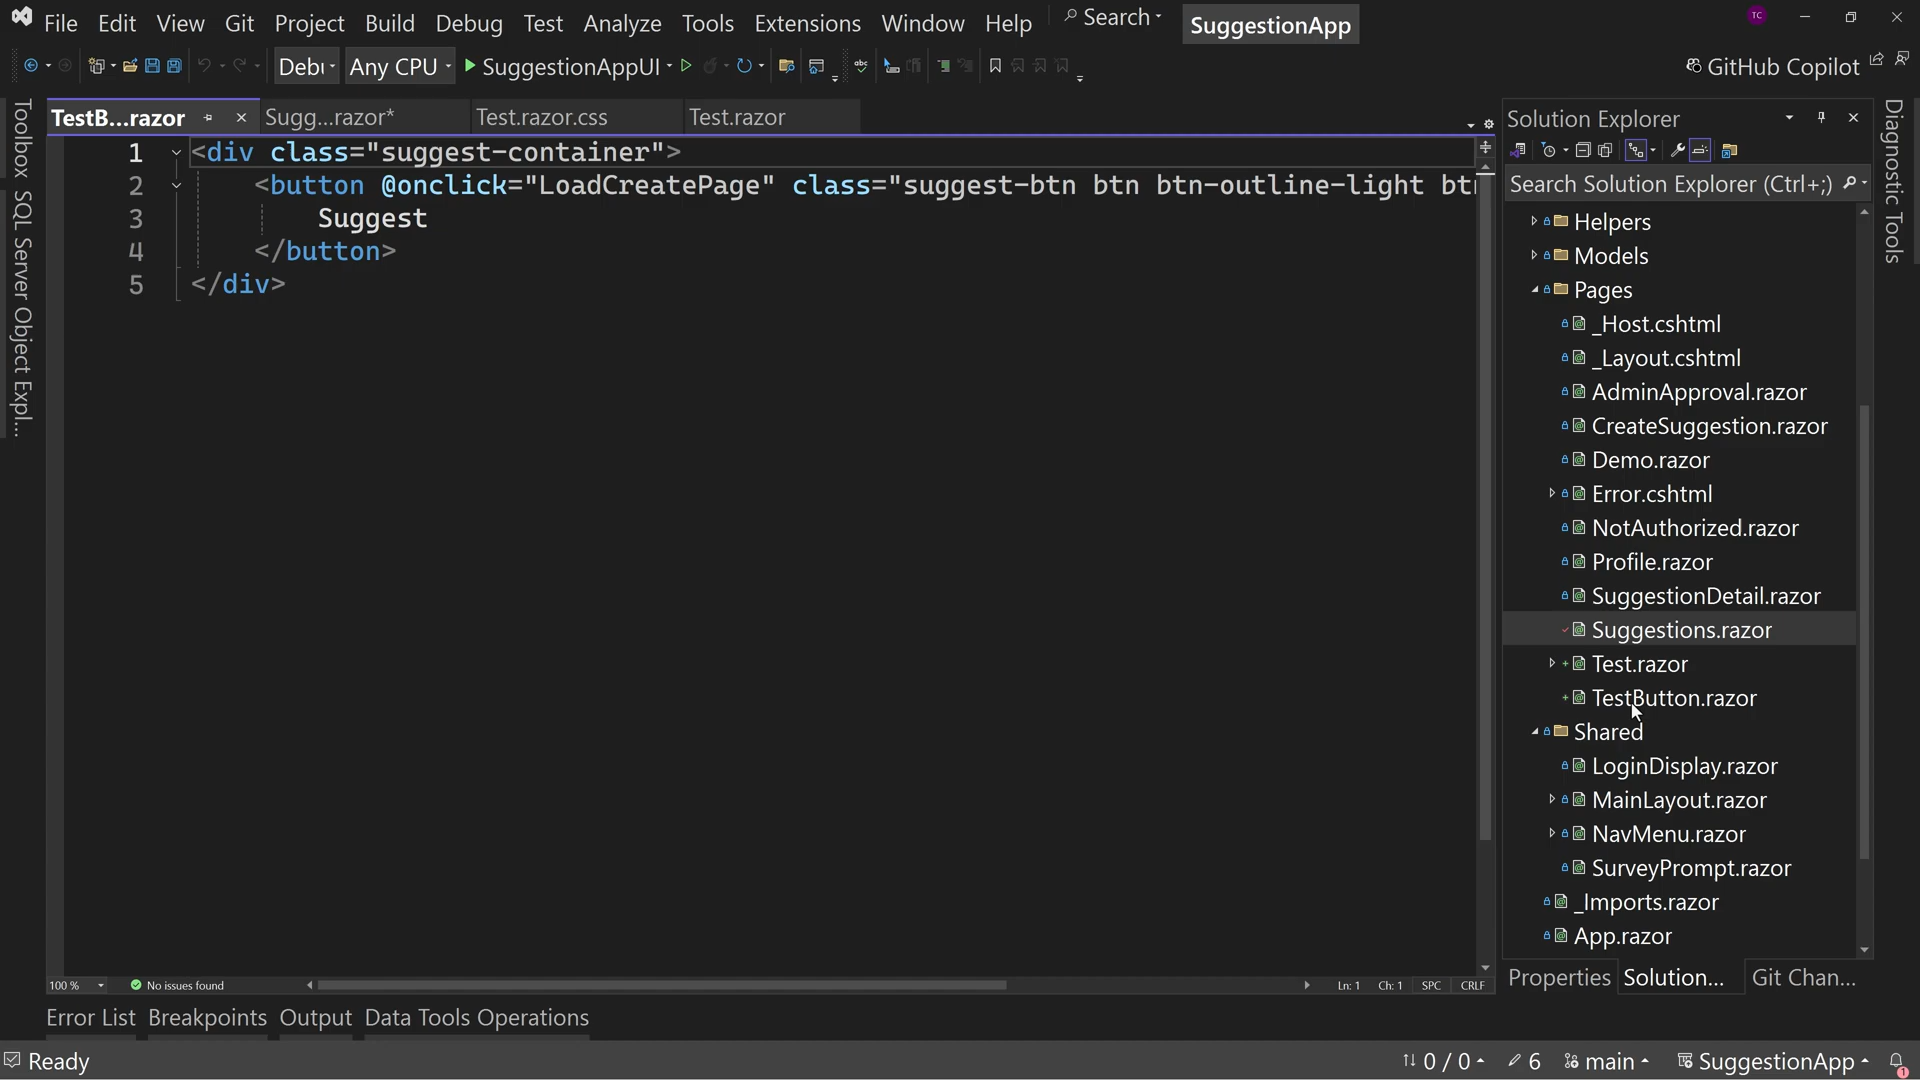 File Edit View Git Project Build Debug Test Analyze Tools Extensions Window Help Search SuggestionApp
TC
Debu Any CPU SuggestionAppUI abc GitHub Copilot
TestB...razor Sugg...razor* Test.razor.css Test.razor
Toolbox
SQL Server Object Expl...
1 <div class="suggest-container">
2 <button @onclick="LoadCreatePage" class="suggest-btn btn btn-outline-light bt
3 Suggest
4 </button>
5 </div>
100 % No issues found Ln: 1 Ch: 1 SPC CRLF
Error List Breakpoints Output Data Tools Operations
Solution Explorer
Search Solution Explorer (Ctrl+;)
Helpers
Models
Pages
_Host.cshtml
_Layout.cshtml
AdminApproval.razor
CreateSuggestion.razor
Demo.razor
Error.cshtml
NotAuthorized.razor
Profile.razor
SuggestionDetail.razor
Suggestions.razor
Test.razor
TestButton.razor
Shared
LoginDisplay.razor
MainLayout.razor
NavMenu.razor
SurveyPrompt.razor
_Imports.razor
App.razor
Properties Solution... Git Chan...
Diagnostic Tools
Ready 0 / 0 6 main SuggestionApp 1